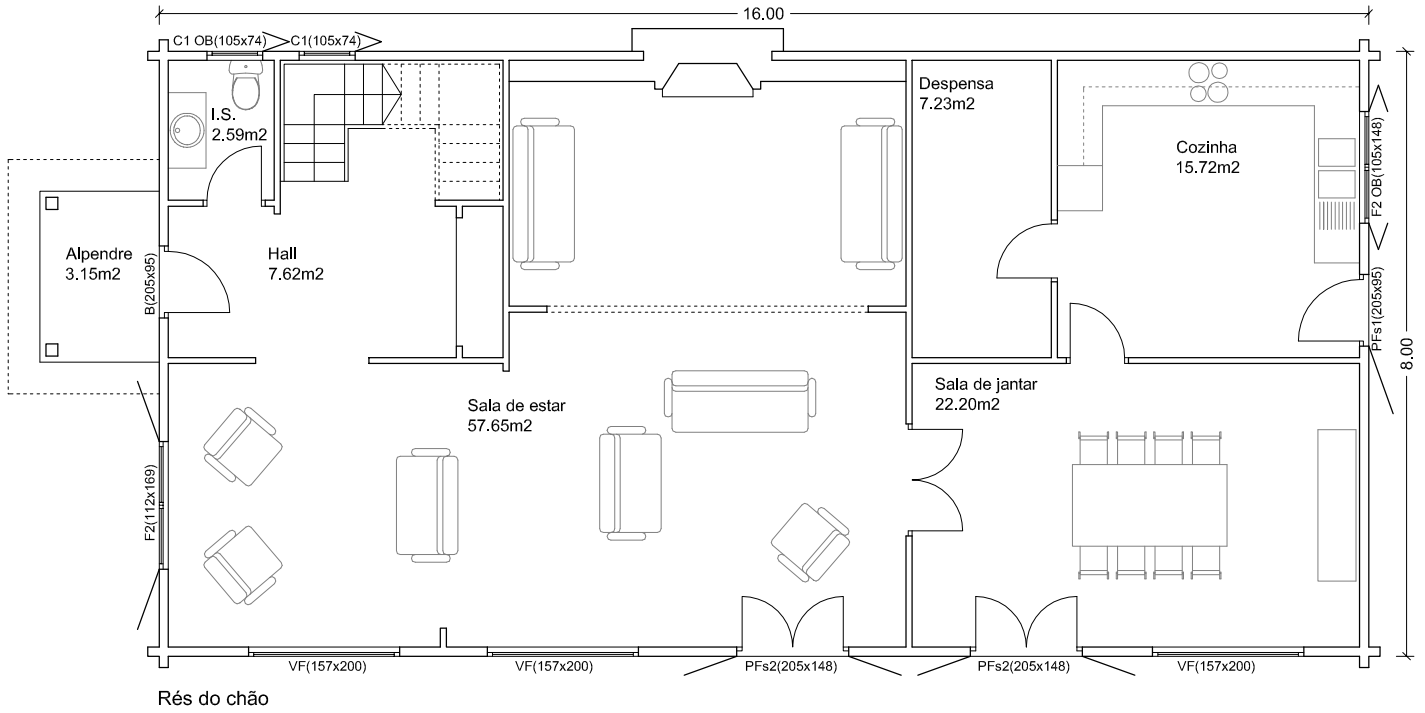 16.00
C1 OB(105x74)
C1(105x74)
Despensa
7.23m2
I.S.
2.59m2
Cozinha
15.72m2
F2 OB(105x148)
Alpendre
3.15m2
B(205x95)
Hall
7.62m2
PFs1(205x95)
8.00
Sala de estar
57.65m2
Sala de jantar
22.20m2
F2(112x169)
VF(157x200)
VF(157x200)
PFs2(205x148)
PFs2(205x148)
VF(157x200)
Rés do chão